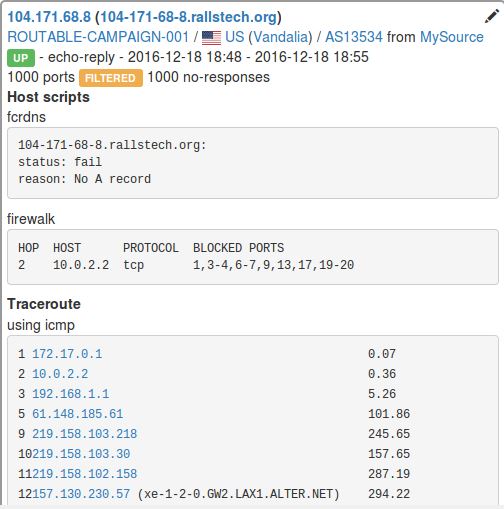 104.171.68.8 (104-171-68-8.rallstech.org)
ROUTABLE-CAMPAIGN-001 / US (Vandalia) / AS13534 from MySource
UP - echo-reply - 2016-12-18 18:48 - 2016-12-18 18:55
1000 ports FILTERED 1000 no-responses
Host scripts
fcrdns
104-171-68-8.rallstech.org:
status: fail
reason: No A record
firewalk
HOP HOST PROTOCOL BLOCKED PORTS
2 10.0.2.2 tcp 1,3-4,6-7,9,13,17,19-20
Traceroute
using icmp
1 172.17.0.1 0.07
2 10.0.2.2 0.36
3 192.168.1.1 5.26
5 61.148.185.61 101.86
9 219.158.103.218 245.65
10219.158.103.30 157.65
11219.158.102.158 287.19
12157.130.230.57 (xe-1-2-0.GW2.LAX1.ALTER.NET) 294.22